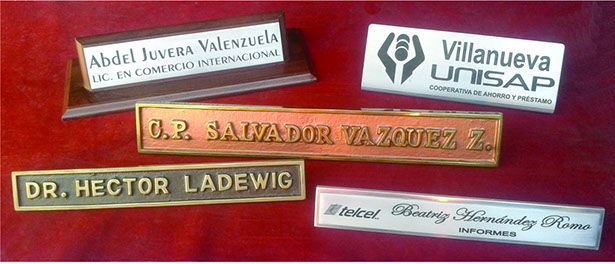 Abdel Juvera Valenzuela
LIC. EN COMERCIO INTERNACIONAL
Villanueva
UNISAP
COOPERATIVA DE AHORRO Y PRÉSTAMO
C.P. SALVADOR VAZQUEZ Z.
DR. HECTOR LADEWIG
telcel Beatriz Hernández Romo
INFORMES